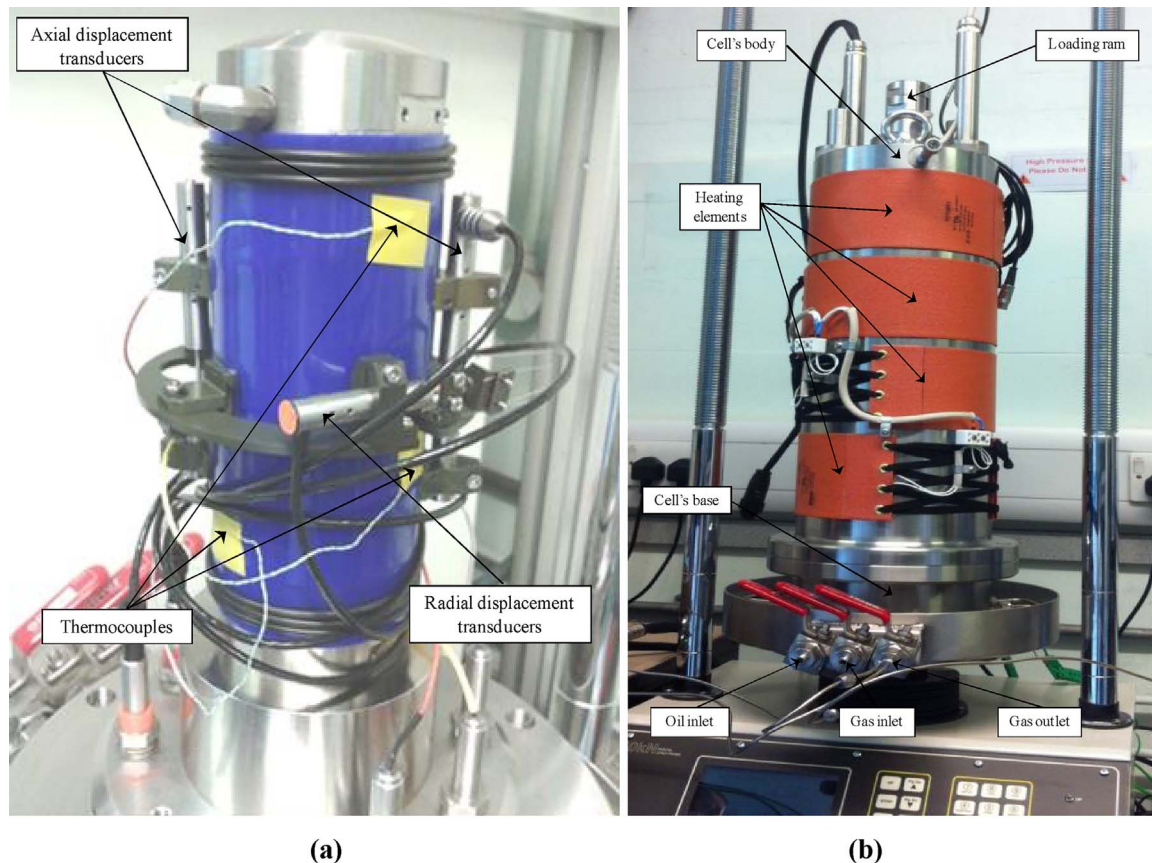 Axial displacement
transducers
Thermocouples
Radial displacement
transducers
(a)
Cell's body
Loading ram
High Pressure
Please Do Not
Heating
elements
Cell's base
Oil inlet
Gas inlet
Gas outlet
(b)